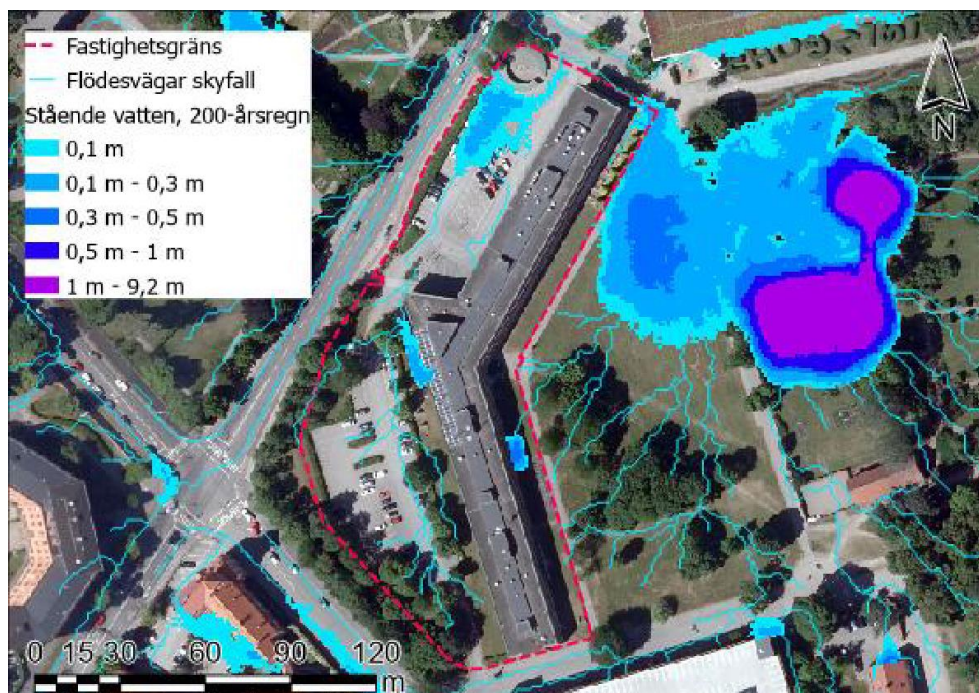 Fastighetsgräns
Flödesvägar skyfall
Stående vatten, 200-årsregn
0,1 m
0,1 m - 0,3 m
0,3 m - 0,5 m
0,5 m - 1 m
1 m - 9,2 m
N
0 15 30 60 90 120
m